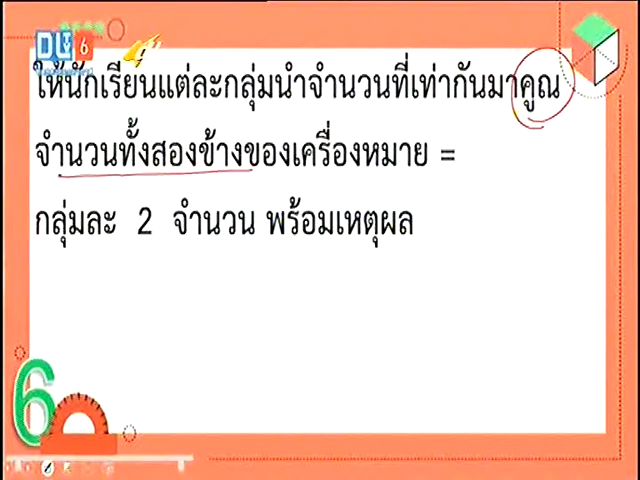 DLTV 6
ให้นักเรียนแต่ละกลุ่มนำจำนวนที่เท่ากันมาคูณ
จำนวนทั้งสองข้างของเครื่องหมาย =
กลุ่มละ 2 จำนวน พร้อมเหตุผล
6